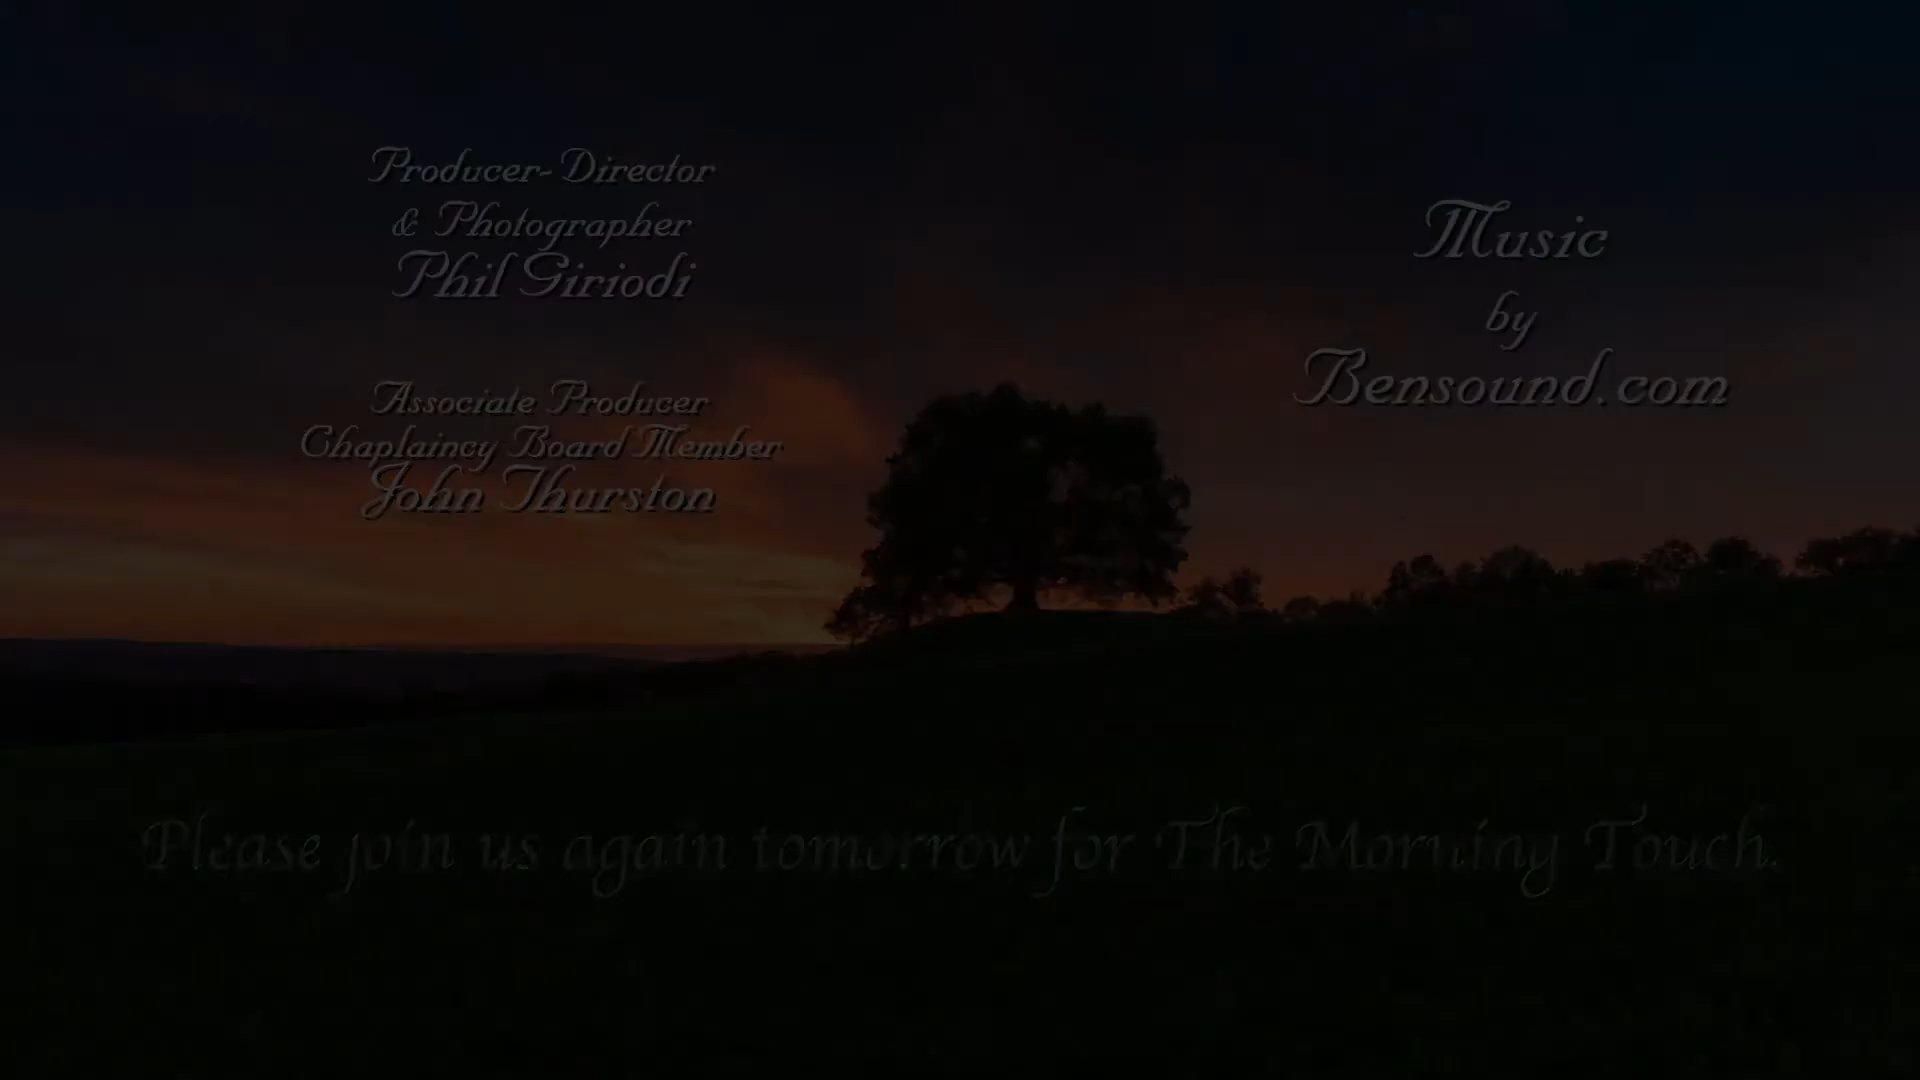 Producer-Director
& Photographer
Phil Giriodi
Associate Producer
Chaplaincy Board Member
John Thurston
Music
by
Bensound.com
Please join us again tomorrow for The Morning Touch.